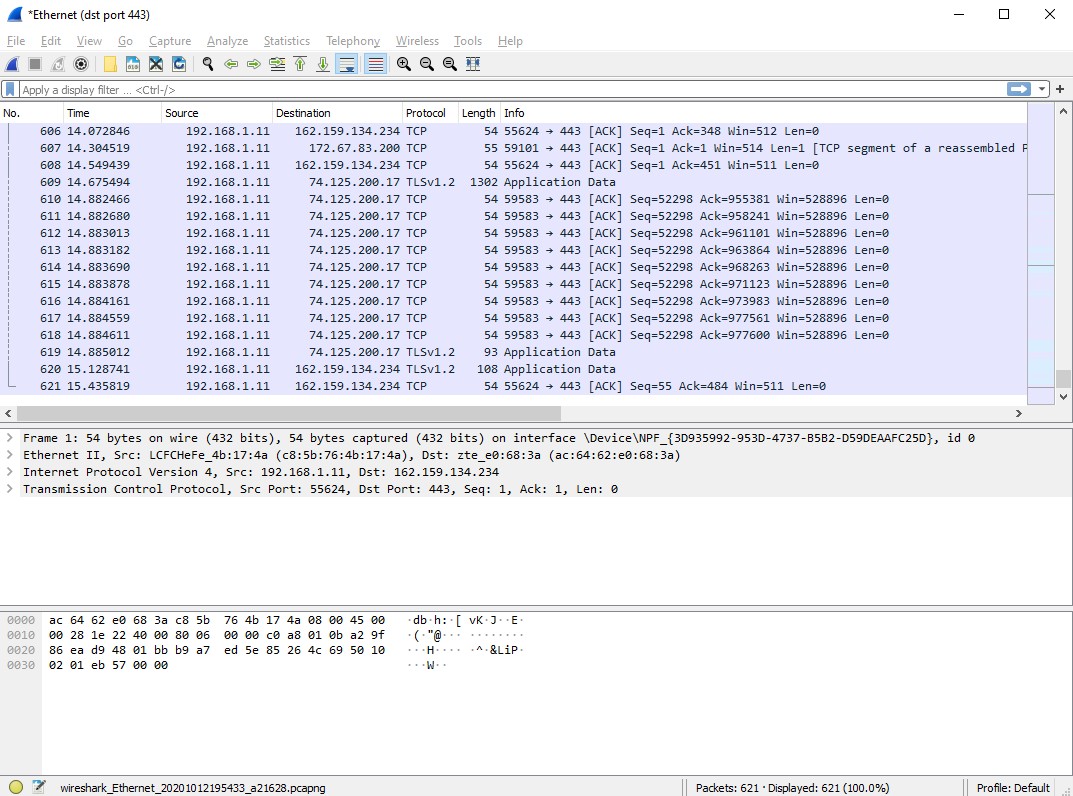 *Ethernet (dst port 443)
File Edit View Go Capture Analyze Statistics Telephony Wireless Tools Help
Apply a display filter ... <Ctrl-/>
No. Time Source Destination Protocol Length Info
606 14.072846 192.168.1.11 162.159.134.234 TCP 54 55624 → 443 [ACK] Seq=1 Ack=348 Win=512 Len=0
607 14.304519 192.168.1.11 172.67.83.200 TCP 55 59101 → 443 [ACK] Seq=1 Ack=1 Win=514 Len=1 [TCP segment of a reassembled P
608 14.549439 192.168.1.11 162.159.134.234 TCP 54 55624 → 443 [ACK] Seq=1 Ack=451 Win=511 Len=0
609 14.675494 192.168.1.11 74.125.200.17 TLSv1.2 1302 Application Data
610 14.882466 192.168.1.11 74.125.200.17 TCP 54 59583 → 443 [ACK] Seq=52298 Ack=955381 Win=528896 Len=0
611 14.882680 192.168.1.11 74.125.200.17 TCP 54 59583 → 443 [ACK] Seq=52298 Ack=958241 Win=528896 Len=0
612 14.883013 192.168.1.11 74.125.200.17 TCP 54 59583 → 443 [ACK] Seq=52298 Ack=961101 Win=528896 Len=0
613 14.883182 192.168.1.11 74.125.200.17 TCP 54 59583 → 443 [ACK] Seq=52298 Ack=963864 Win=528896 Len=0
614 14.883690 192.168.1.11 74.125.200.17 TCP 54 59583 → 443 [ACK] Seq=52298 Ack=968263 Win=528896 Len=0
615 14.883878 192.168.1.11 74.125.200.17 TCP 54 59583 → 443 [ACK] Seq=52298 Ack=971123 Win=528896 Len=0
616 14.884161 192.168.1.11 74.125.200.17 TCP 54 59583 → 443 [ACK] Seq=52298 Ack=973983 Win=528896 Len=0
617 14.884559 192.168.1.11 74.125.200.17 TCP 54 59583 → 443 [ACK] Seq=52298 Ack=977561 Win=528896 Len=0
618 14.884611 192.168.1.11 74.125.200.17 TCP 54 59583 → 443 [ACK] Seq=52298 Ack=977600 Win=528896 Len=0
619 14.885012 192.168.1.11 74.125.200.17 TLSv1.2 93 Application Data
620 15.128741 192.168.1.11 162.159.134.234 TLSv1.2 108 Application Data
621 15.435819 192.168.1.11 162.159.134.234 TCP 54 55624 → 443 [ACK] Seq=55 Ack=484 Win=511 Len=0
Frame 1: 54 bytes on wire (432 bits), 54 bytes captured (432 bits) on interface \Device\NPF_{3D935992-953D-4737-B5B2-D59DEAAFC25D}, id 0
Ethernet II, Src: LCFCHeFe_4b:17:4a (c8:5b:76:4b:17:4a), Dst: zte_e0:68:3a (ac:64:62:e0:68:3a)
Internet Protocol Version 4, Src: 192.168.1.11, Dst: 162.159.134.234
Transmission Control Protocol, Src Port: 55624, Dst Port: 443, Seq: 1, Ack: 1, Len: 0
0000 ac 64 62 e0 68 3a c8 5b 76 4b 17 4a 08 00 45 00 ·db·h:·[ vK·J··E·
0010 00 28 1e 22 40 00 80 06 00 00 c0 a8 01 0b a2 9f ·(·"@··· ········
0020 86 ea d9 48 01 bb b9 a7 ed 5e 85 26 4c 69 50 10 ···H···· ·^·&LiP·
0030 02 01 eb 57 00 00 ···W··
wireshark_Ethernet_20201012195433_a21628.pcapng
Packets: 621 · Displayed: 621 (100.0%)
Profile: Default